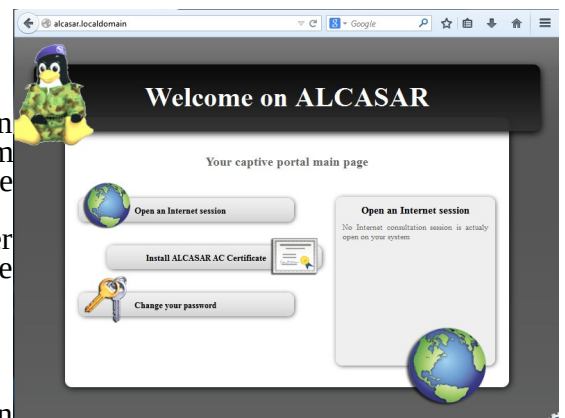 alcasar.localdomain
Google
Welcome on ALCASAR
Your captive portal main page
Open an Internet session
Install ALCASAR AC Certificate
Change your password
Open an Internet session
No Internet consultation session is actualy
open on your system